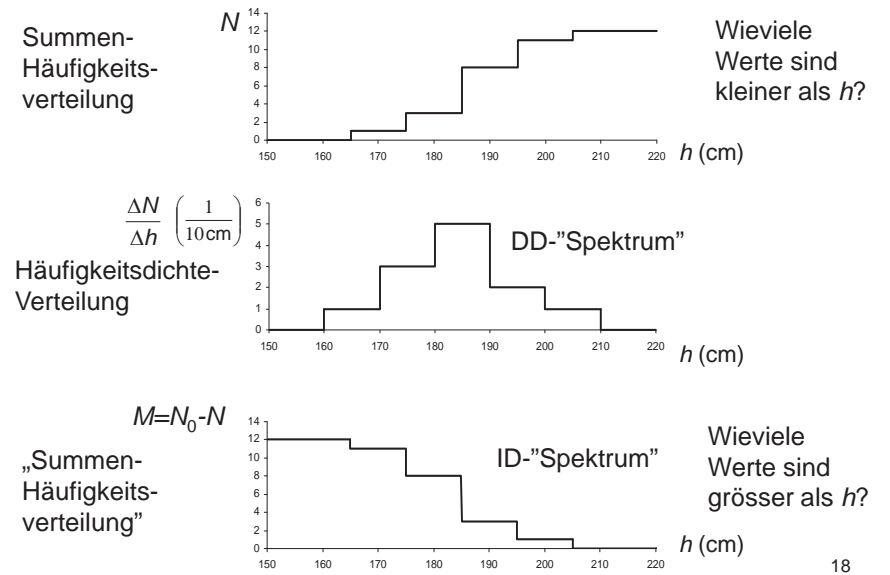 Summen-
Häufigkeits-
verteilung
N
14
12
10
8
6
4
2
0
150 160 170 180 190 200 210 220
h (cm)
Wieviele
Werte sind
kleiner als h?
ΔN/Δh (1/10cm)
Häufigkeitsdichte-
Verteilung
6
5
4
3
2
1
0
150 160 170 180 190 200 210 220
h (cm)
DD-”Spektrum”
M=N₀-N
„Summen-
Häufigkeits-
verteilung”
14
12
10
8
6
4
2
0
150 160 170 180 190 200 210 220
h (cm)
ID-”Spektrum”
Wieviele
Werte sind
grösser als h?
18